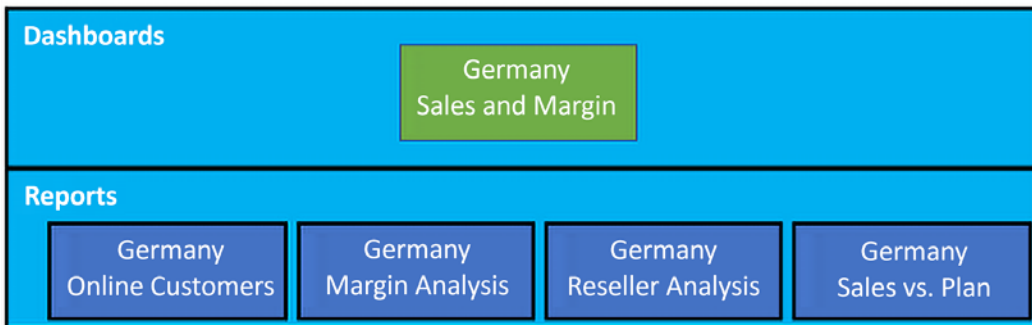 Dashboards
Germany
Sales and Margin
Reports
Germany
Online Customers
Germany
Margin Analysis
Germany
Reseller Analysis
Germany
Sales vs. Plan